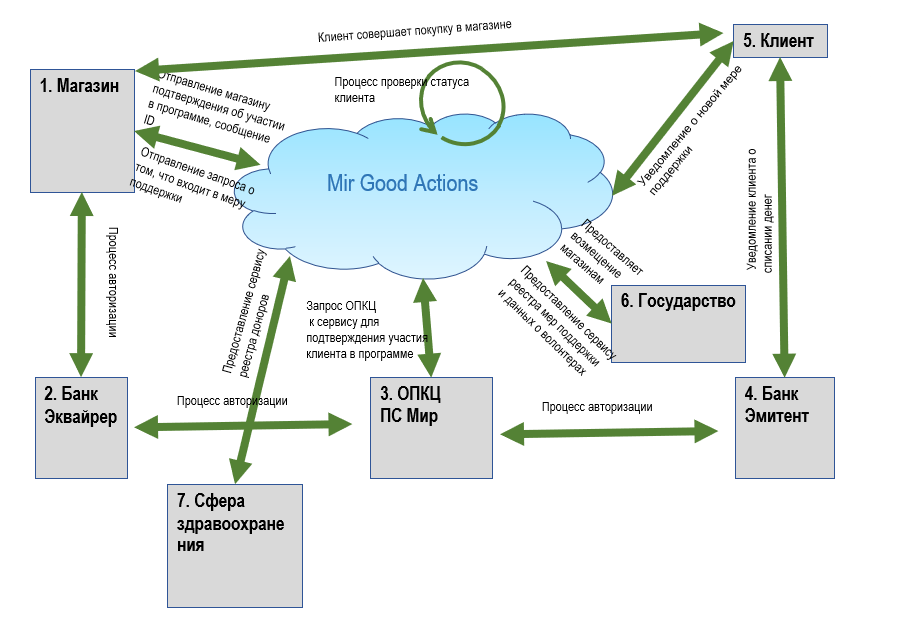 Клиент совершает покупку в магазине
5. Клиент
1. Магазин
Отправление магазину
подтверждения об участии
в программе, сообщение
ID
Процесс проверки статуса
клиента
Отправление запроса о
том, что входит в меру
поддержки
Mir Good Actions
Уведомление о новой мере
поддержки
Уведомление клиента о
списании денег
Процесс авторизации
Предоставление сервису
реестра доноров
Запрос ОПКЦ
к сервису для
подтверждения участия
клиента в программе
Предоставляет
возмещение
магазинам
Предоставление сервису
реестра мер поддержки
и данных о волонтерах
6. Государство
2. Банк
Эквайрер
Процесс авторизации
3. ОПКЦ
ПС Мир
Процесс авторизации
4. Банк
Эмитент
7. Сфера
здравоохране
ния